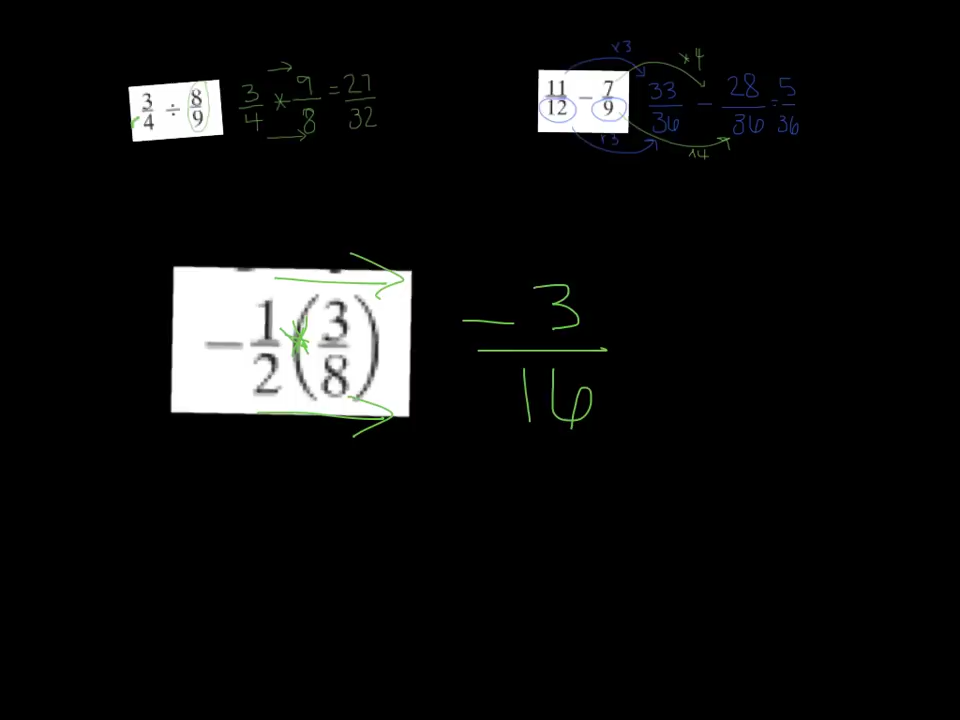 3/4 ÷ 8/9 3/4 * 9/8 = 27/32
×3 *4
11/12 − 7/9 33/36 − 28/36 = 5/36
×3 ×4
−1/2 * (3/8) −3/16